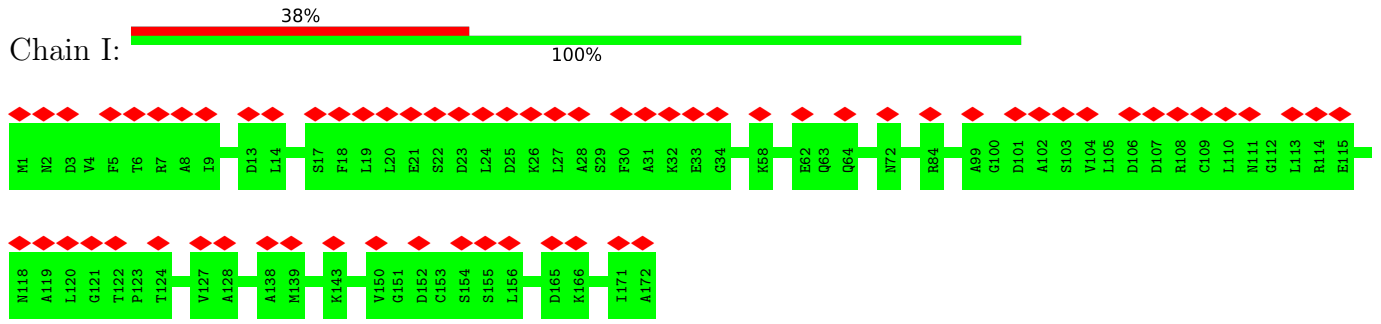 38%
Chain I:
100%
M1 N2 D3 V4 F5 T6 R7 A8 I9 D13 L14 S17 F18 L19 L20 E21 S22 D23 L24 D25 K26 L27 A28 S29 F30 A31 K32 E33 G34 K58 E62 Q63 Q64 N72 R84 A99 G100 D101 A102 S103 V104 L105 D106 D107 R108 C109 L110 N111 G112 L113 R114 E115
N118 A119 L120 G121 T122 P123 T124 V127 A128 A138 M139 K143 V150 G151 D152 C153 S154 S155 L156 D165 K166 I171 A172